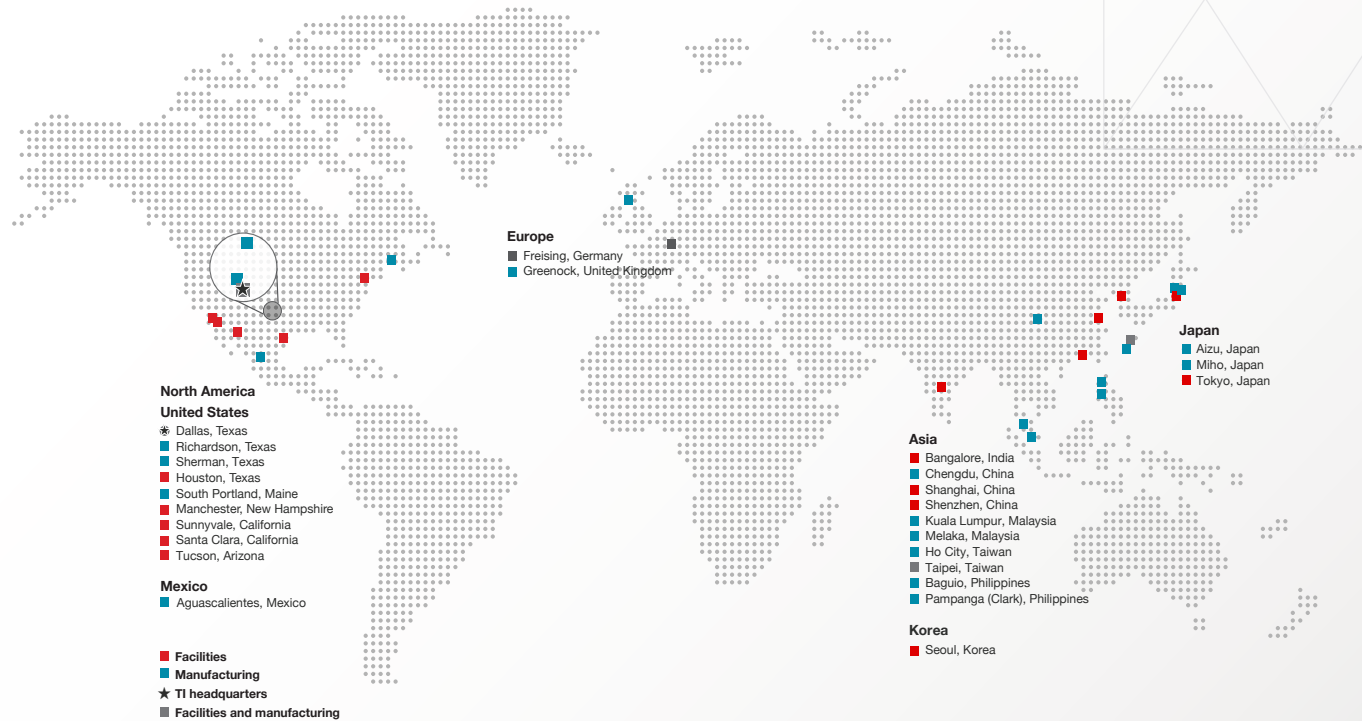 Europe
Freising, Germany
Greenock, United Kingdom
Japan
Aizu, Japan
Miho, Japan
Tokyo, Japan
North America
United States
Dallas, Texas
Richardson, Texas
Sherman, Texas
Houston, Texas
South Portland, Maine
Manchester, New Hampshire
Sunnyvale, California
Santa Clara, California
Tucson, Arizona
Mexico
Aguascalientes, Mexico
Asia
Bangalore, India
Chengdu, China
Shanghai, China
Shenzhen, China
Kuala Lumpur, Malaysia
Melaka, Malaysia
Ho City, Taiwan
Taipei, Taiwan
Baguio, Philippines
Pampanga (Clark), Philippines
Korea
Seoul, Korea
Facilities
Manufacturing
TI headquarters
Facilities and manufacturing